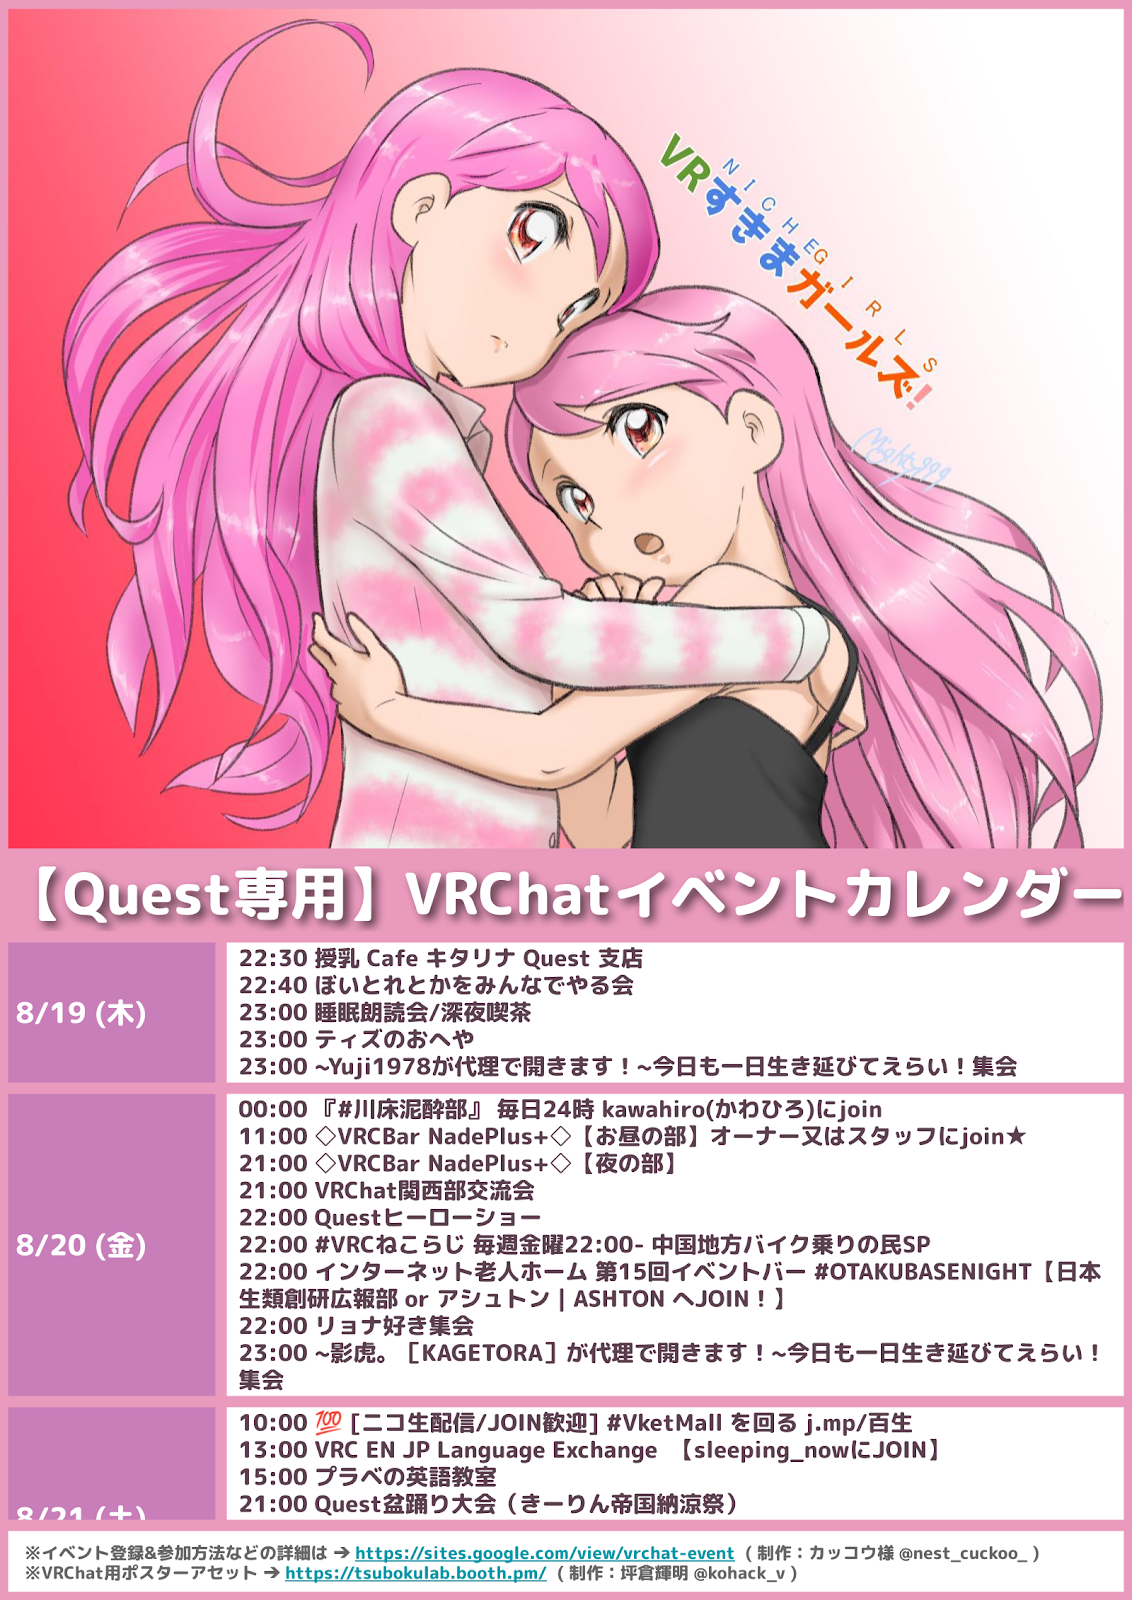 NICHEGIRLS
VRすきまガールズ!
Mighty999
【Quest専用】VRChatイベントカレンダー
8/19 (木)
22:30 授乳 Cafe キタリナ Quest 支店
22:40 ぼいとれとかをみんなでやる会
23:00 睡眠朗読会/深夜喫茶
23:00 ティズのおへや
23:00 ~Yuji1978が代理で開きます！~今日も一日生き延びてえらい！集会
8/20 (金)
00:00 『#川床泥酔部』 毎日24時 kawahiro(かわひろ)にjoin
11:00 ◇VRCBar NadePlus+◇【お昼の部】オーナー又はスタッフにjoin★
21:00 ◇VRCBar NadePlus+◇【夜の部】
21:00 VRChat関西部交流会
22:00 Questヒーローショー
22:00 #VRCねこらじ 毎週金曜22:00- 中国地方バイク乗りの民SP
22:00 インターネット老人ホーム 第15回イベントバー #OTAKUBASENIGHT【日本
生類創研広報部 or アシュトン | ASHTON へJOIN！】
22:00 リョナ好き集会
23:00 ~影虎。［KAGETORA］が代理で開きます！~今日も一日生き延びてえらい！
集会
8/21 (土)
10:00 💯 [ニコ生配信/JOIN歓迎] #VketMall を回る j.mp/百生
13:00 VRC EN JP Language Exchange 【sleeping_nowにJOIN】
15:00 プラベの英語教室
21:00 Quest盆踊り大会（きーりん帝国納涼祭）
※イベント登録&参加方法などの詳細は → https://sites.google.com/view/vrchat-event （制作：カッコウ様 @nest_cuckoo_ ）
※VRChat用ポスターアセット → https://tsubokulab.booth.pm/ （制作：坪倉輝明 @kohack_v ）